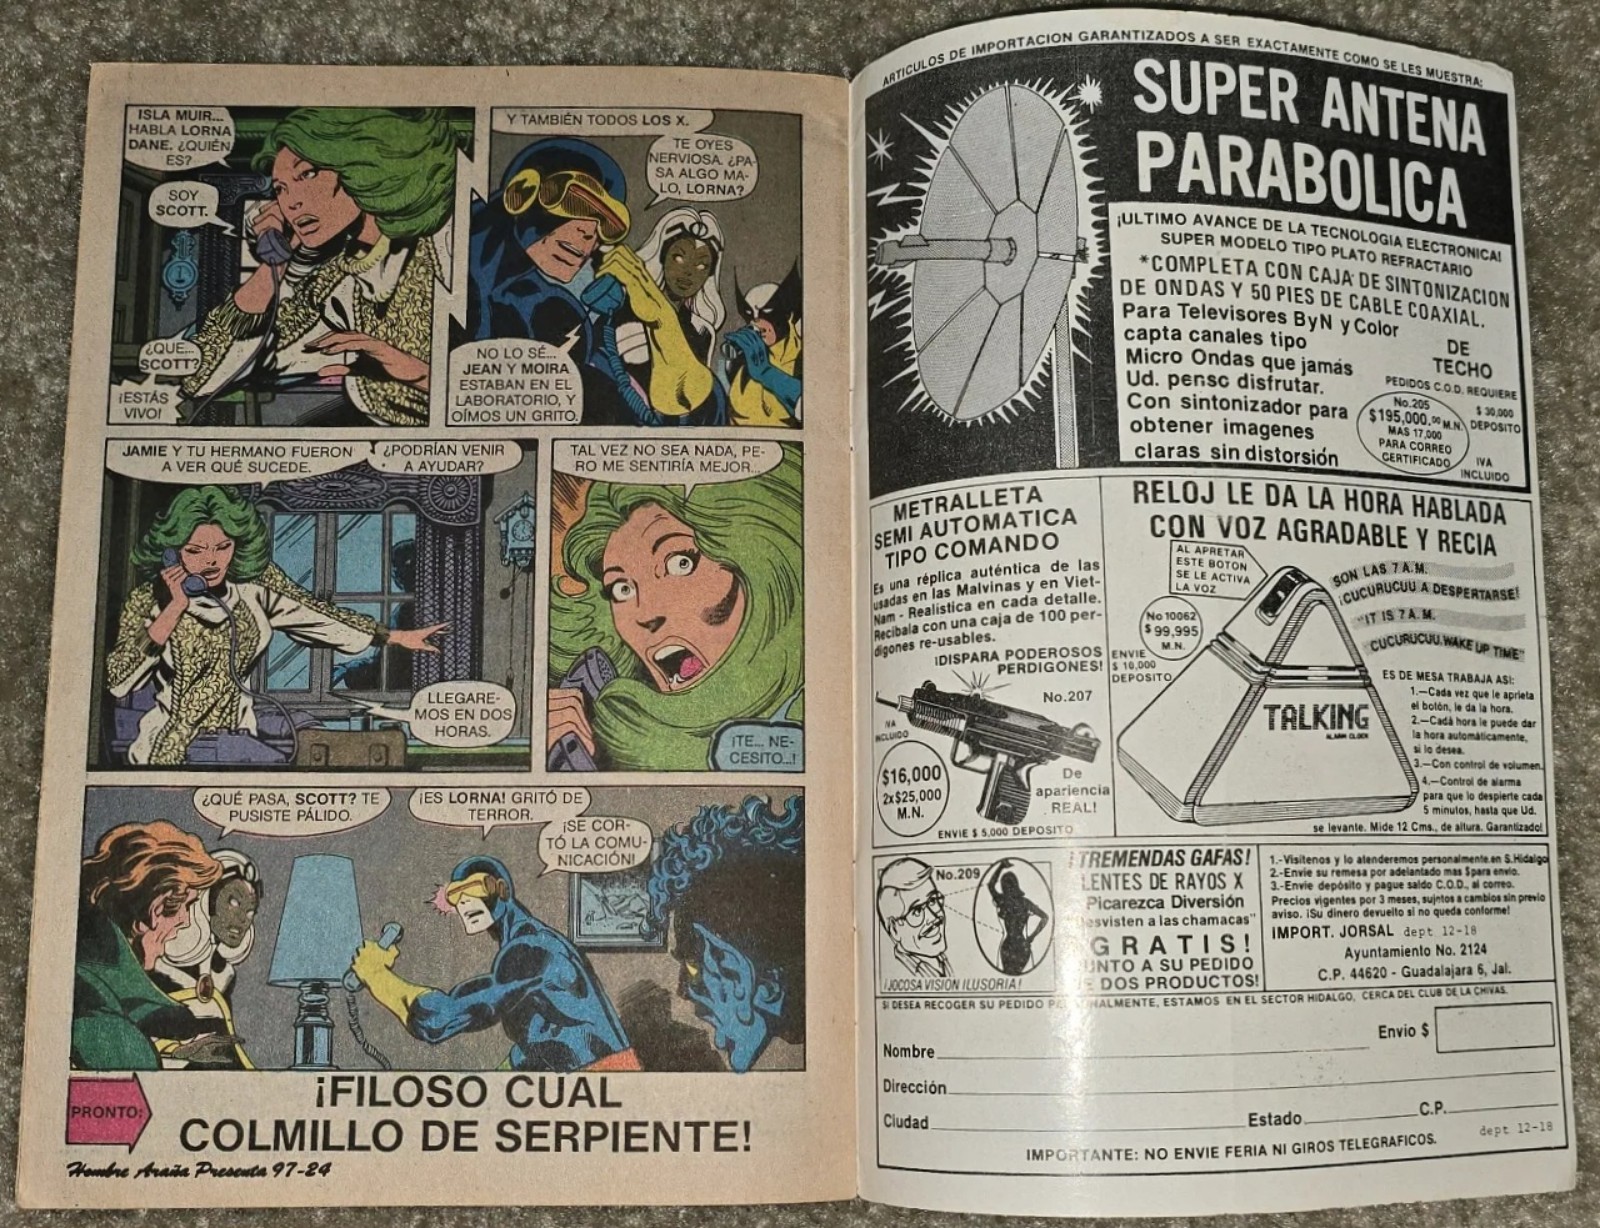 ISLA MUIR...
HABLA LORNA
DANE. ¿QUIÉN
ES?
SOY
SCOTT.
¿QUE...
SCOTT?
¡ESTÁS
VIVO!
Y TAMBIÉN TODOS LOS X.
TE OYES
NERVIOSA. ¿PA-
SA ALGO MA-
LO, LORNA?
NO LO SÉ...
JEAN Y MOIRA
ESTABAN EN EL
LABORATORIO, Y
OÍMOS UN GRITO.
JAMIE Y TU HERMANO FUERON
A VER QUÉ SUCEDE.
¿PODRÍAN VENIR
A AYUDAR?
LLEGARE-
MOS EN DOS
HORAS.
TAL VEZ NO SEA NADA, PE-
RO ME SENTIRÍA MEJOR...
¡TE... NE-
CESITO...!
¿QUÉ PASA, SCOTT? TE
PUSISTE PÁLIDO.
¡ES LORNA! GRITÓ DE
TERROR.
¡SE COR-
TÓ LA COMU-
NICACIÓN!
PRONTO:
¡FILOSO CUAL
COLMILLO DE SERPIENTE!
Hombre Araña Presenta 97-24
ARTICULOS DE IMPORTACION GARANTIZADOS A SER EXACTAMENTE COMO SE LES MUESTRA:
SUPER ANTENA
PARABOLICA
¡ULTIMO AVANCE DE LA TECNOLOGIA ELECTRONICA!
SUPER MODELO TIPO PLATO REFRACTARIO
*COMPLETA CON CAJA DE SINTONIZACION
DE ONDAS Y 50 PIES DE CABLE COAXIAL.
Para Televisores ByN y Color
capta canales tipo
Micro Ondas que jamás
Ud. penso disfrutar.
Con sintonizador para
obtener imagenes
claras sin distorsión
DE
TECHO
PEDIDOS C.O.D. REQUIERE
$ 30,000
DEPOSITO
No.205
$195,000.00 M.N.
MAS 17,000
PARA CORREO
CERTIFICADO
IVA
INCLUIDO
METRALLETA
SEMI AUTOMATICA
TIPO COMANDO
Es una réplica auténtica de las
usadas en las Malvinas y en Viet-
Nam - Realística en cada detalle.
Recibala con una caja de 100 per-
digones re-usables.
¡DISPARA PODEROSOS
PERDIGONES!
No.207
IVA
INCLUIDO
$16,000
2x$25,000
M.N.
De
apariencia
REAL!
ENVIE $ 5,000 DEPOSITO
RELOJ LE DA LA HORA HABLADA
CON VOZ AGRADABLE Y RECIA
AL APRETAR
ESTE BOTON
SE LE ACTIVA
LA VOZ
No 10062
$ 99,995
M.N.
ENVIE
$ 10,000
DEPOSITO
SON LAS 7 A.M.
¡CUCURUCUU A DESPERTARSE!
"IT IS 7 A.M.
CUCURUCUU. WAKE UP TIME"
TALKING
ALARM CLOCK
ES DE MESA TRABAJA ASI:
1.—Cada vez que le aprieta
el botón, le da la hora.
2.—Cada hora le puede dar
la hora automáticamente,
si lo desea.
3.—Con control de volumen.
4.—Control de alarma
para que lo despierte cada
5 minutos, hasta que Ud.
se levante. Mide 12 Cms., de altura. Garantizado!
No.209
¡JOCOSA VISION ILUSORIA!
¡TREMENDAS GAFAS!
LENTES DE RAYOS X
Picarezca Diversión
esvisten a las chamacas"
GRATIS!
UNTO A SU PEDIDO
E DOS PRODUCTOS!
1.-Visítenos y lo atenderemos personalmente en S.Hidalgo
2.-Envie su remesa por adelantado mas $para envio.
3.-Envie depósito y pague saldo C.O.D., al correo.
Precios vigentes por 3 meses, sujetos a cambios sin previo
aviso. ¡Su dinero devuelto si no queda conforme!
IMPORT. JORSAL dept 12-18
Ayuntamiento No. 2124
C.P. 44620 - Guadalajara 6, Jal.
SI DESEA RECOGER SU PEDIDO PE NALMENTE, ESTAMOS EN EL SECTOR HIDALGO, CERCA DEL CLUB DE LA CHIVAS.
Envio $
Nombre
Dirección
Ciudad Estado C.P.
dept 12-18
IMPORTANTE: NO ENVIE FERIA NI GIROS TELEGRAFICOS.